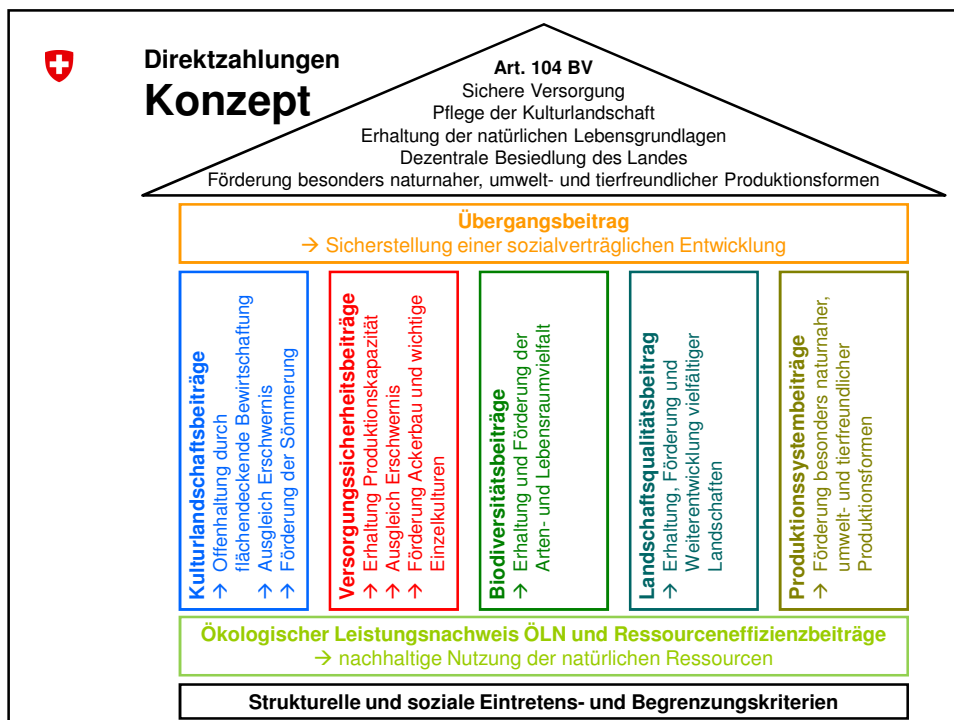 Direktzahlungen
Konzept
Art. 104 BV
Sichere Versorgung
Pflege der Kulturlandschaft
Erhaltung der natürlichen Lebensgrundlagen
Dezentrale Besiedlung des Landes
Förderung besonders naturnaher, umwelt- und tierfreundlicher Produktionsformen
Übergangsbeitrag
→ Sicherstellung einer sozialverträglichen Entwicklung
Kulturlandschaftsbeiträge
→ Offenhaltung durch
flächendeckende Bewirtschaftung
→ Ausgleich Erschwernis
→ Förderung der Sömmerung
Versorgungssicherheitsbeiträge
→ Erhaltung Produktionskapazität
→ Ausgleich Erschwernis
→ Förderung Ackerbau und wichtige
Einzelkulturen
Biodiversitätsbeiträge
→ Erhaltung und Förderung der
Arten- und Lebensraumvielfalt
Landschaftsqualitätsbeitrag
→ Erhaltung, Förderung und
Weiterentwicklung vielfältiger
Landschaften
Produktionssystembeiträge
→ Förderung besonders naturnaher,
umwelt- und tierfreundlicher
Produktionsformen
Ökologischer Leistungsnachweis ÖLN und Ressourceneffizienzbeiträge
→ nachhaltige Nutzung der natürlichen Ressourcen
Strukturelle und soziale Eintretens- und Begrenzungskriterien